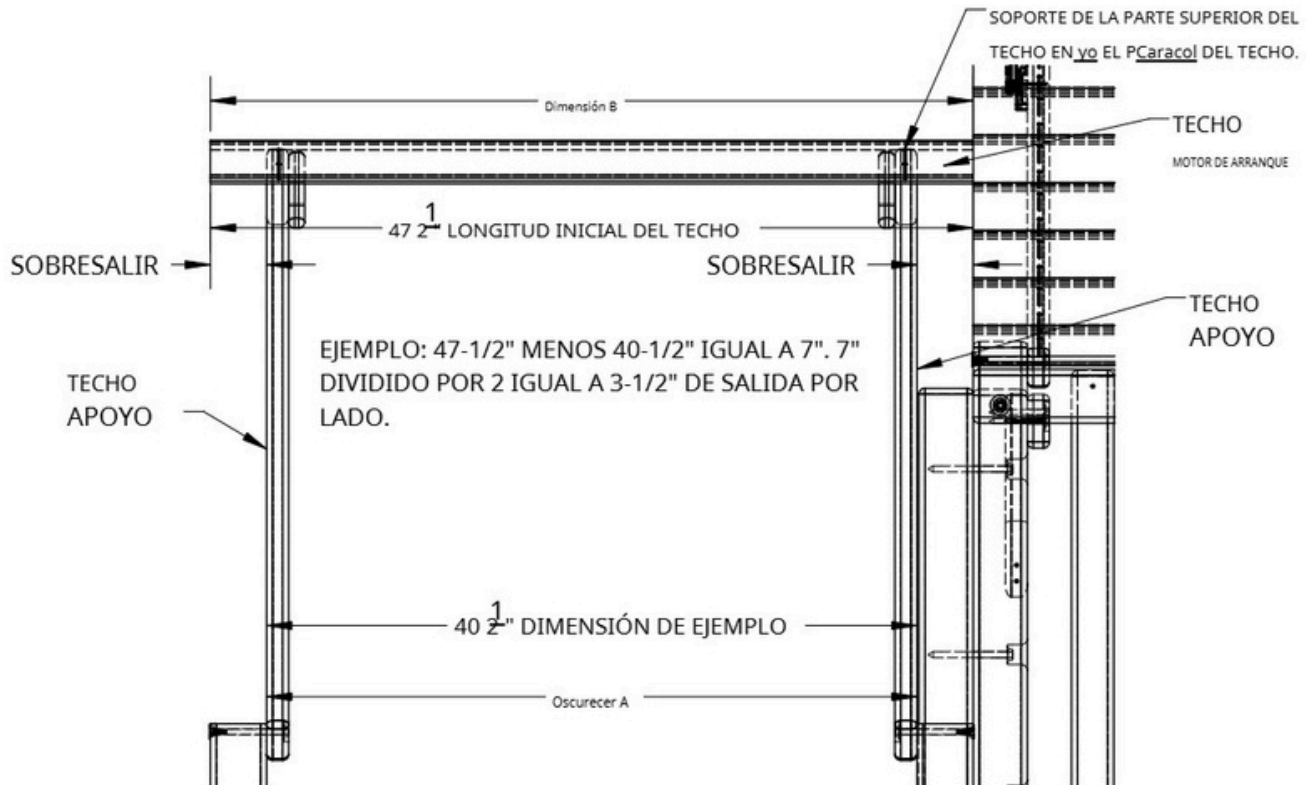 SOPORTE DE LA PARTE SUPERIOR DEL
TECHO EN yo EL PCaracol DEL TECHO.
Dimensión B
TECHO
MOTOR DE ARRANQUE
47 1/2" LONGITUD INICIAL DEL TECHO
SOBRESALIR
SOBRESALIR
TECHO
APOYO
EJEMPLO: 47-1/2" MENOS 40-1/2" IGUAL A 7". 7"
DIVIDIDO POR 2 IGUAL A 3-1/2" DE SALIDA POR
LADO.
TECHO
APOYO
40 1/2" DIMENSIÓN DE EJEMPLO
Oscurecer A